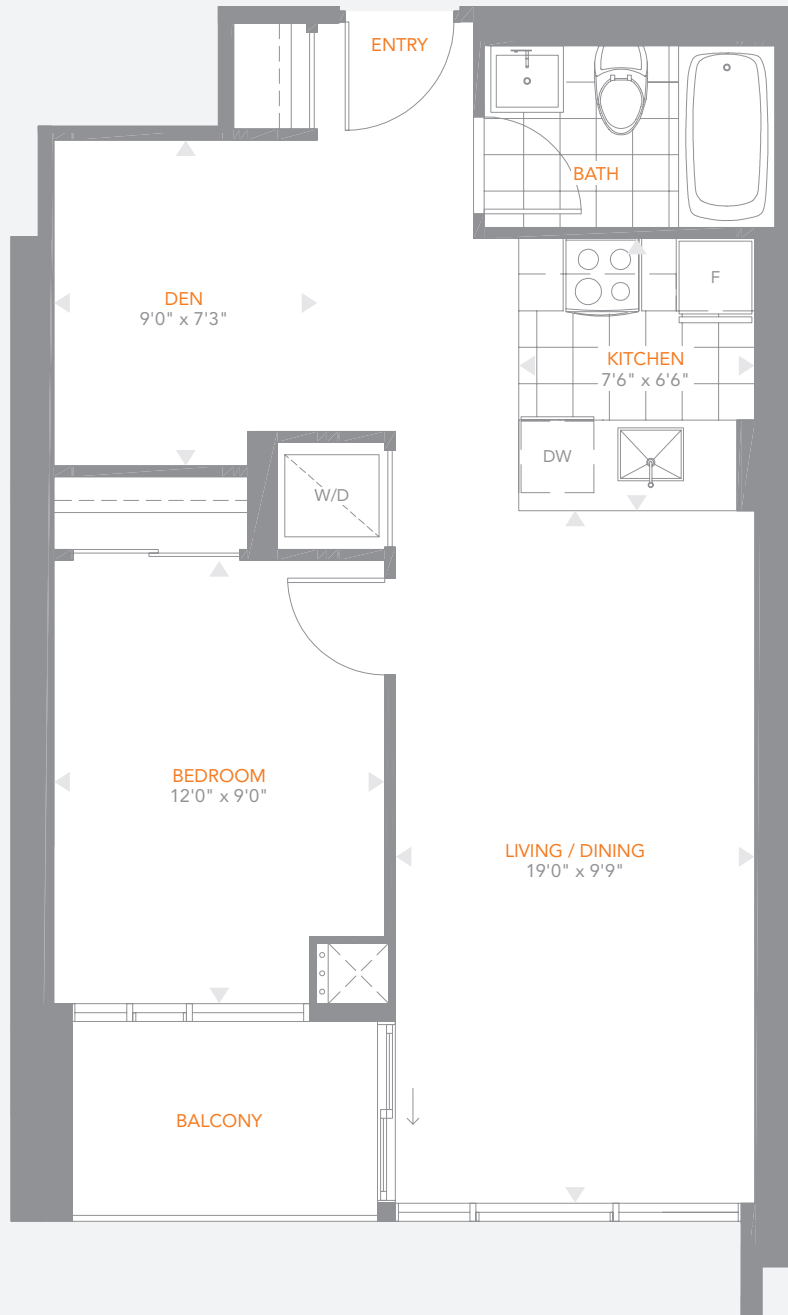 ENTRY
BATH
DEN
9'0" x 7'3"
F
KITCHEN
7'6" x 6'6"
DW
W/D
BEDROOM
12'0" x 9'0"
LIVING / DINING
19'0" x 9'9"
BALCONY